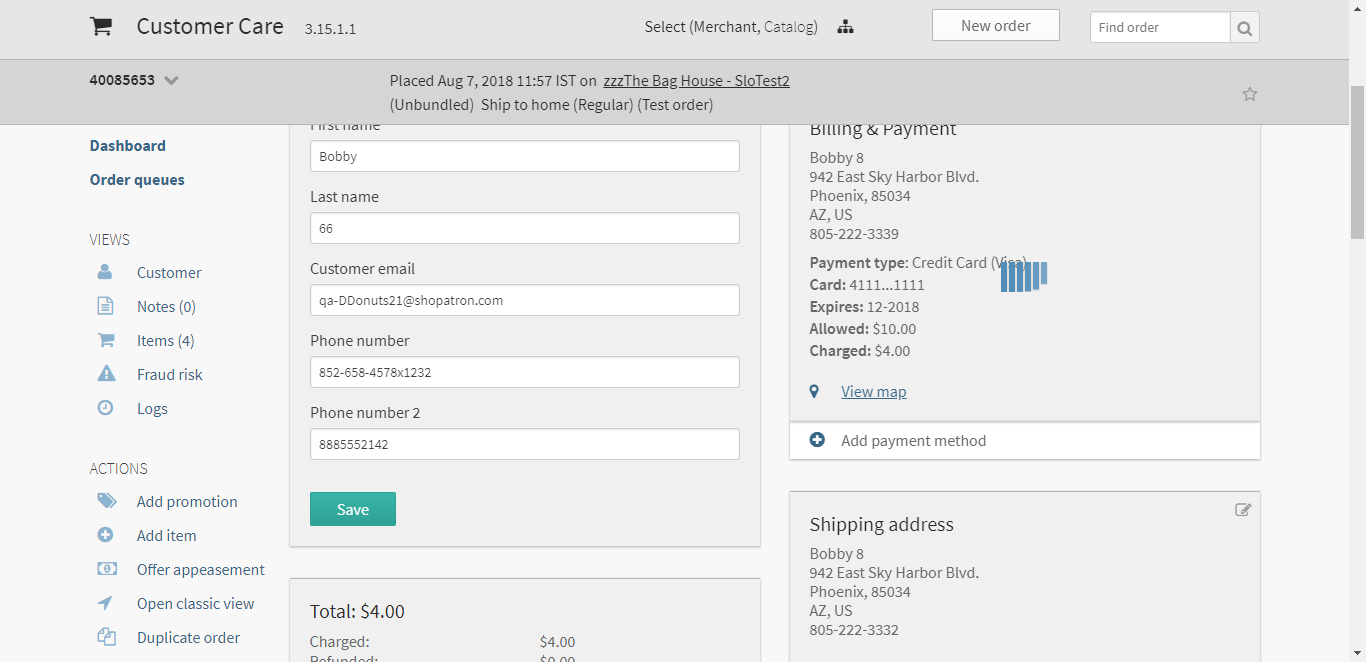 Customer Care 3.15.1.1
Select (Merchant, Catalog)
New order
Find order
40085653
Placed Aug 7, 2018 11:57 IST on zzzThe Bag House - SloTest2
(Unbundled) Ship to home (Regular) (Test order)
Dashboard
Order queues
VIEWS
Customer
Notes (0)
Items (4)
Fraud risk
Logs
ACTIONS
Add promotion
Add item
Offer appeasement
Open classic view
Duplicate order
First name
Bobby
Last name
66
Customer email
qa-DDonuts21@shopatron.com
Phone number
852-658-4578x1232
Phone number 2
8885552142
Save
Total: $4.00
Charged: $4.00
Refunded: $0.00
Billing & Payment
Bobby 8
942 East Sky Harbor Blvd.
Phoenix, 85034
AZ, US
805-222-3339
Payment type: Credit Card (Visa)
Card: 4111...1111
Expires: 12-2018
Allowed: $10.00
Charged: $4.00
View map
Add payment method
Shipping address
Bobby 8
942 East Sky Harbor Blvd.
Phoenix, 85034
AZ, US
805-222-3332